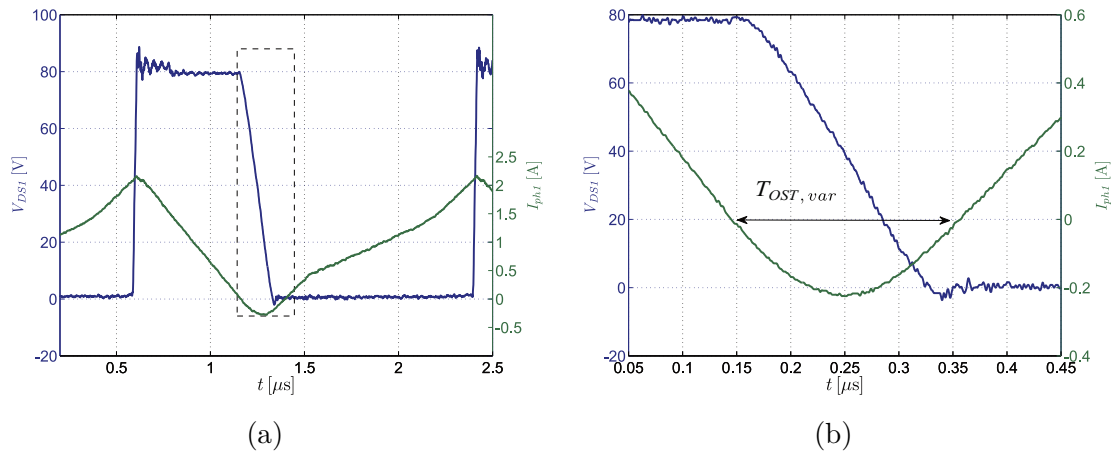 100
80
60
40
20
0
-20
V_DS1 [V]
2.5
2
1.5
1
0.5
0
-0.5
I_ph1 [A]
0.5 1 1.5 2 2.5
t [μs]
(a)
80
60
40
20
0
-20
V_DS1 [V]
T_OST, var
0.6
0.4
0.2
0
-0.2
-0.4
I_ph1 [A]
0.05 0.1 0.15 0.2 0.25 0.3 0.35 0.4 0.45
t [μs]
(b)